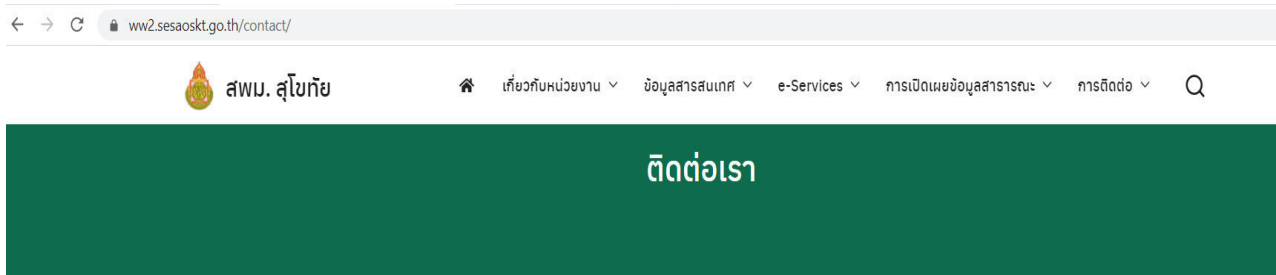 ww2.sesaoskt.go.th/contact/
สพม. สุโขทัย เกี่ยวกับหน่วยงาน ข้อมูลสารสนเทศ e-Services การเปิดเผยข้อมูลสาธารณะ การติดต่อ
ติดต่อเรา